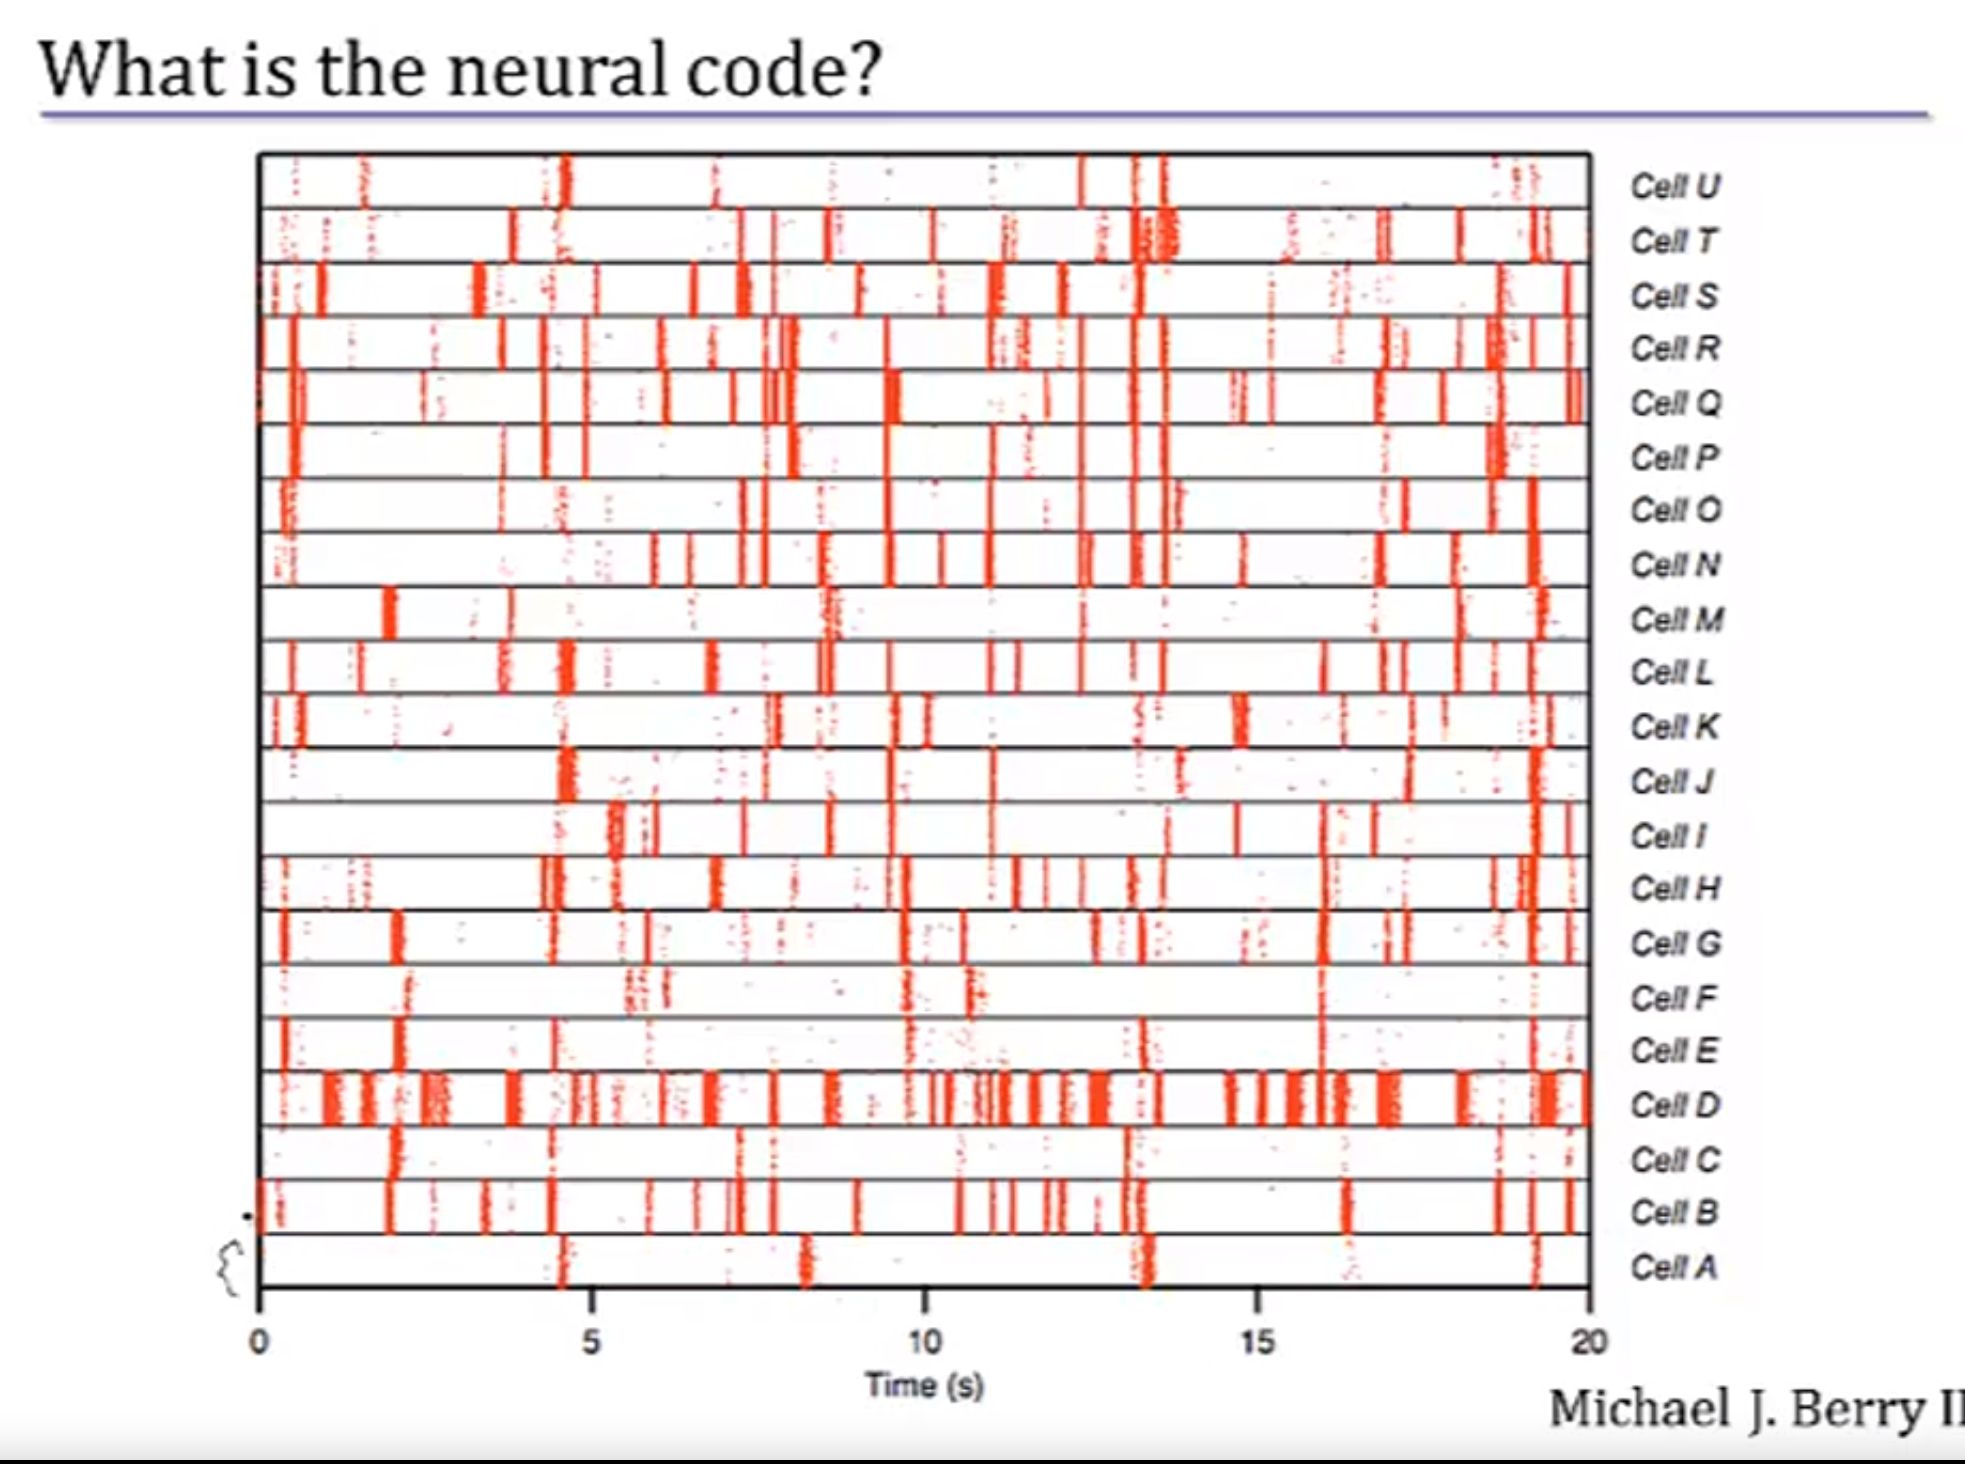 What is the neural code?
Cell U
Cell T
Cell S
Cell R
Cell Q
Cell P
Cell O
Cell N
Cell M
Cell L
Cell K
Cell J
Cell I
Cell H
Cell G
Cell F
Cell E
Cell D
Cell C
Cell B
Cell A
0 5 10 15 20
Time (s)
Michael J. Berry II